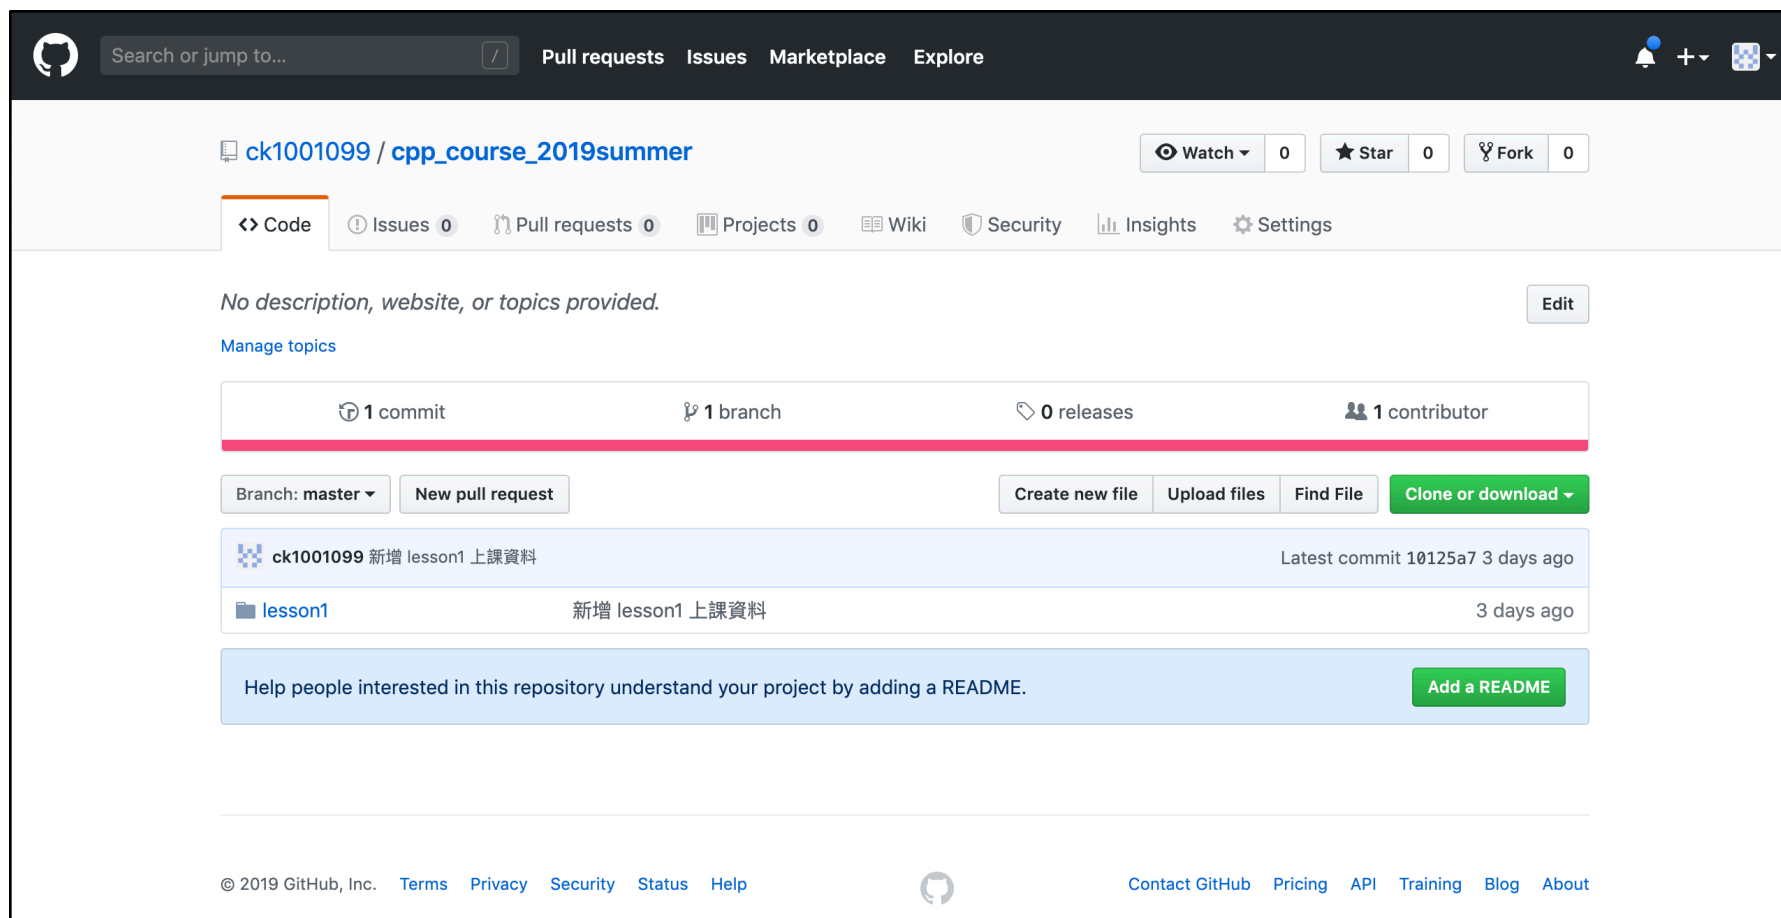 Search or jump to... / Pull requests Issues Marketplace Explore
ck1001099 / cpp_course_2019summer Watch 0 Star 0 Fork 0
Code Issues 0 Pull requests 0 Projects 0 Wiki Security Insights Settings
No description, website, or topics provided. Edit
Manage topics
1 commit 1 branch 0 releases 1 contributor
Branch: master New pull request Create new file Upload files Find File Clone or download
ck1001099 新增 lesson1 上課資料 Latest commit 10125a7 3 days ago
lesson1 新增 lesson1 上課資料 3 days ago
Help people interested in this repository understand your project by adding a README. Add a README
© 2019 GitHub, Inc. Terms Privacy Security Status Help Contact GitHub Pricing API Training Blog About